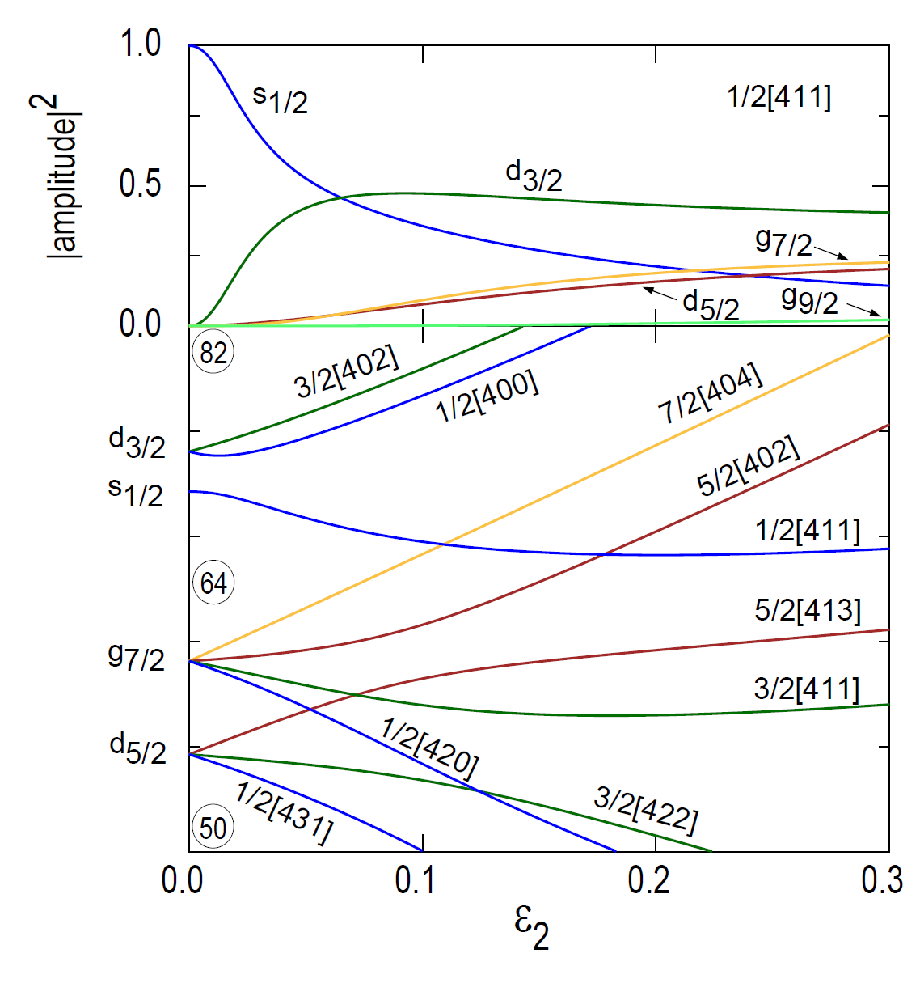 1.0
|amplitude|2
s1/2
1/2[411]
0.5
d3/2
g7/2
d5/2
g9/2
0.0
82
3/2[402]
1/2[400]
7/2[404]
d3/2
5/2[402]
s1/2
1/2[411]
64
5/2[413]
g7/2
3/2[411]
1/2[420]
d5/2
3/2[422]
1/2[431]
50
0.0 0.1 0.2 0.3
ε2